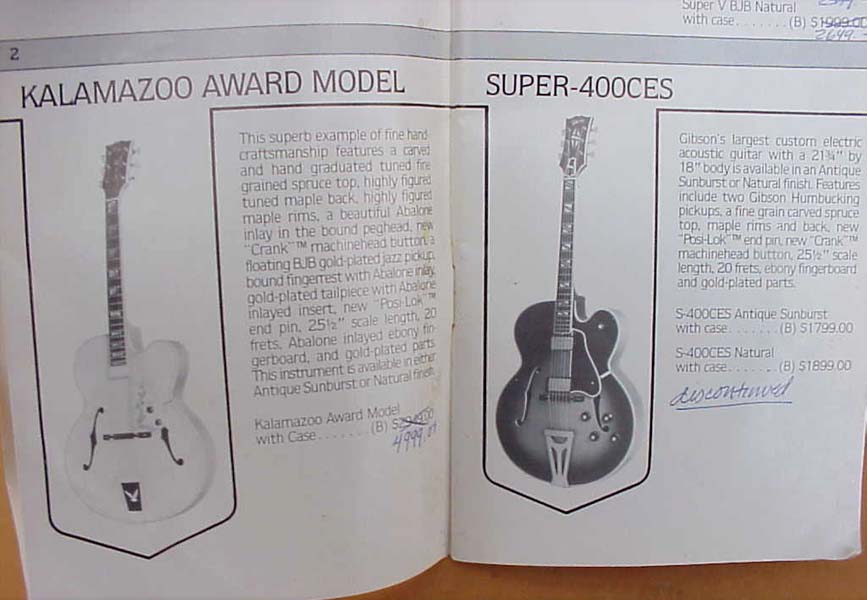 Super V BJB Natural
with case . . . . . . . (B) $1999.00
2649.-
2
KALAMAZOO AWARD MODEL
This superb example of fine hand
craftsmanship features a carved
and hand graduated tuned fine
grained spruce top, highly figured
tuned maple back, highly figured
maple rims, a beautiful Abalone
inlay in the bound peghead, new
"Crank"™ machinehead button, a
floating BJB gold-plated jazz pickup,
bound fingerrest with Abalone inlay,
gold-plated tailpiece with Abalone
inlayed insert, new "Posi-Lok"™
end pin, 25½" scale length, 20
frets, Abalone inlayed ebony fin-
gerboard, and gold-plated parts.
This instrument is available in either
Antique Sunburst or Natural finish.
Kalamazoo Award Model
with Case . . . . . . . (B)
4999.00
SUPER-400CES
Gibson's largest custom electric
acoustic guitar with a 21¾" by
18" body is available in an Antique
Sunburst or Natural finish. Features
include two Gibson Humbucking
pickups, a fine grain carved spruce
top, maple rims and back, new
"Posi-Lok"™ end pin, new "Crank"™
machinehead button, 25½" scale
length, 20 frets, ebony fingerboard
and gold-plated parts.
S-400CES Antique Sunburst
with case . . . . . . . (B) $1799.00
S-400CES Natural
with case . . . . . . . (B) $1899.00
discontinued